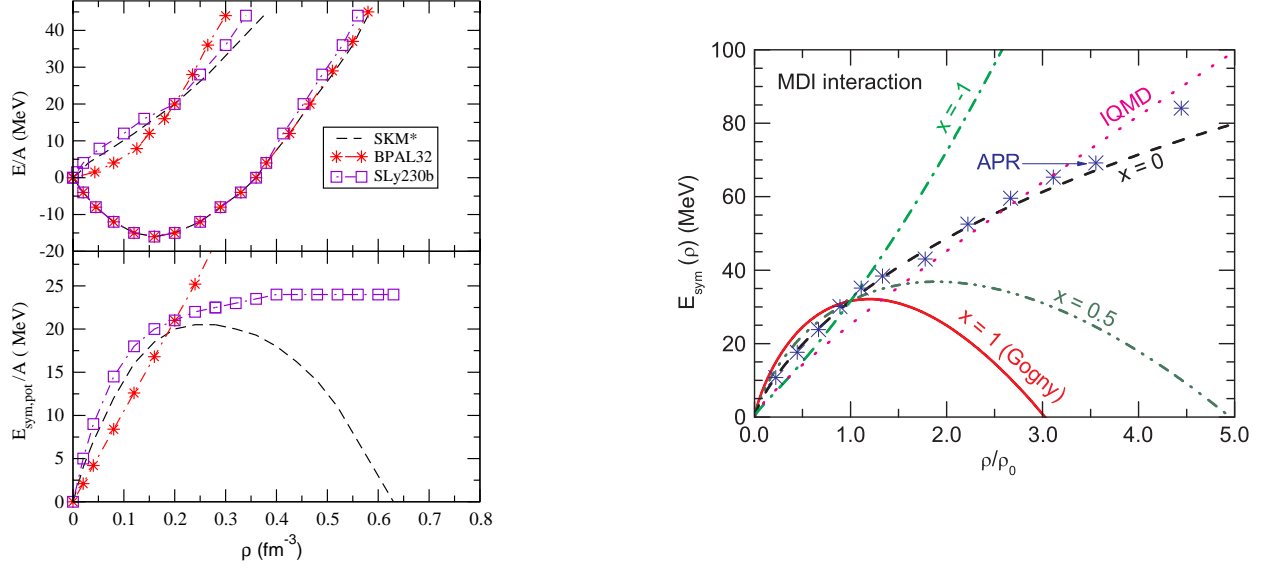 40
30
20
10
0
-10
-20
E/A (MeV)
SKM*
BPAL32
SLy230b
25
20
15
10
5
0
E_sym,pot/A ( MeV)
0
0.1
0.2
0.3
0.4
0.5
0.6
0.7
0.8
ρ (fm⁻³)
100
80
60
40
20
0
E_sym (ρ) (MeV)
MDI interaction
x = -1
IQMD
APR
x = 0
x = 0.5
x = 1 (Gogny)
0.0
1.0
2.0
3.0
4.0
5.0
ρ/ρ₀